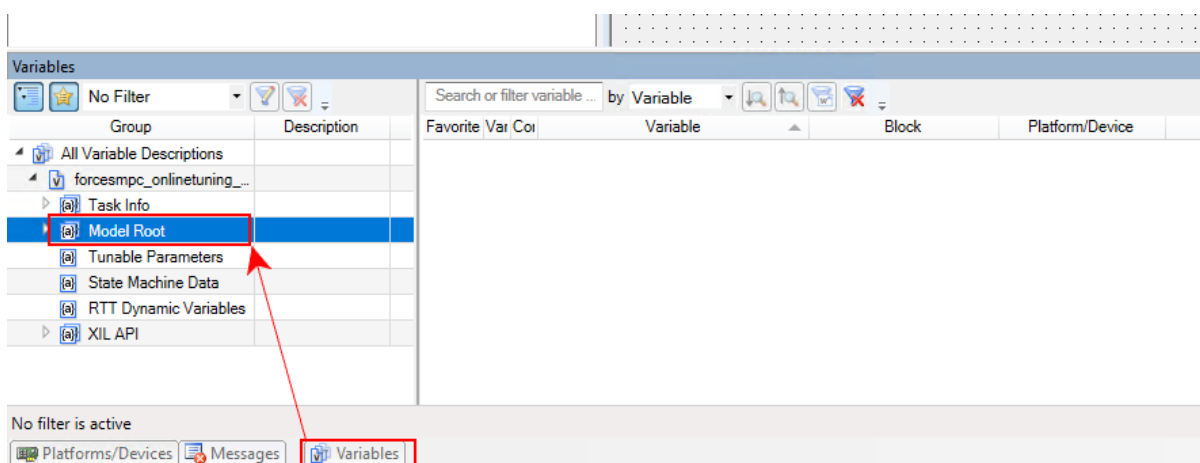 Variables
No Filter
Search or filter variable ... by Variable
Group Description Favorite Var Cor Variable Block Platform/Device
All Variable Descriptions
forcesmpc_onlinetuning_...
Task Info
Model Root
Tunable Parameters
State Machine Data
RTT Dynamic Variables
XIL API
No filter is active
Platforms/Devices Messages Variables